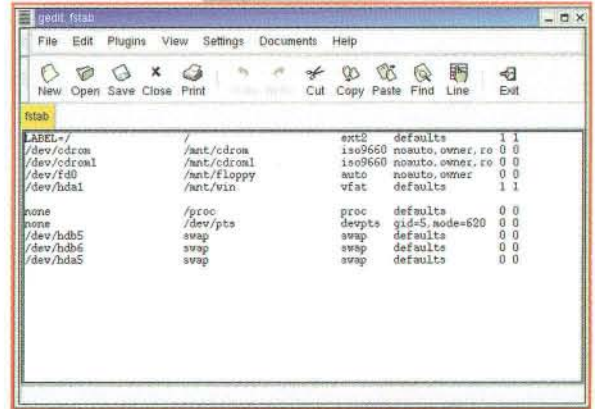 gedit: fstab
File Edit Plugins View Settings Documents Help
New Open Save Close Print Undo Redo Cut Copy Paste Find Line Exit
fstab
LABEL=/ / ext2 defaults 1 1
/dev/cdrom /mnt/cdrom iso9660 noauto,owner,ro 0 0
/dev/cdrom1 /mnt/cdrom1 iso9660 noauto,owner,ro 0 0
/dev/fd0 /mnt/floppy auto noauto,owner 0 0
/dev/hda1 /mnt/win vfat defaults 1 1
none /proc proc defaults 0 0
none /dev/pts devpts gid=5,mode=620 0 0
/dev/hdb5 swap swap defaults 0 0
/dev/hdb6 swap swap defaults 0 0
/dev/hda5 swap swap defaults 0 0